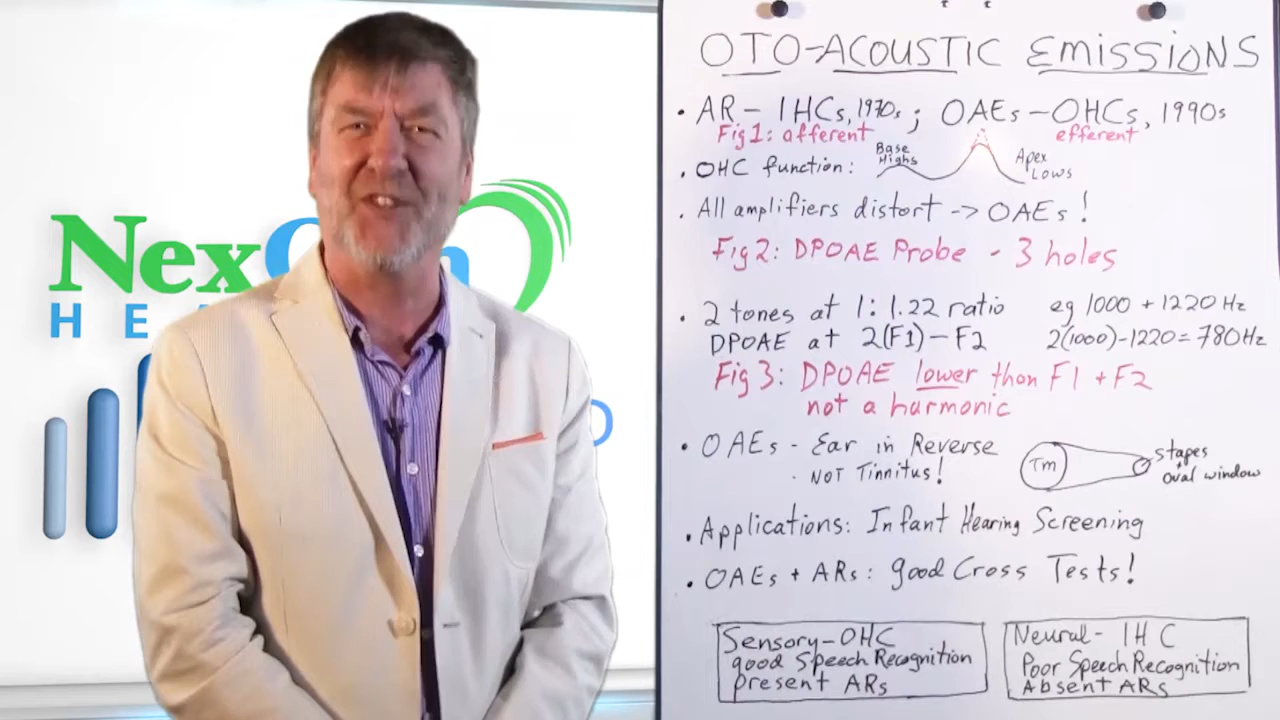 NexG n
HEA
D
OTO-ACOUSTIC EMISSIONS
• AR - IHCs, 1970s ; OAEs - OHCs, 1990s
Fig 1: afferent efferent
• OHC function: Base Highs Apex Lows
• All amplifiers distort -> OAEs!
Fig 2: DPOAE Probe - 3 holes
• 2 tones at 1:1.22 ratio eg 1000 + 1220 Hz
DPOAE at 2(F1)-F2 2(1000)-1220=780Hz
Fig 3: DPOAE lower than F1 + F2
not a harmonic
• OAEs - Ear in Reverse
• NOT Tinnitus!
Tm
stapes
oval window
• Applications: Infant Hearing Screening
• OAEs + ARs: good Cross Tests!
Sensory-OHC
good Speech Recognition
present ARs
Neural- IHC
Poor Speech Recognition
Absent ARs